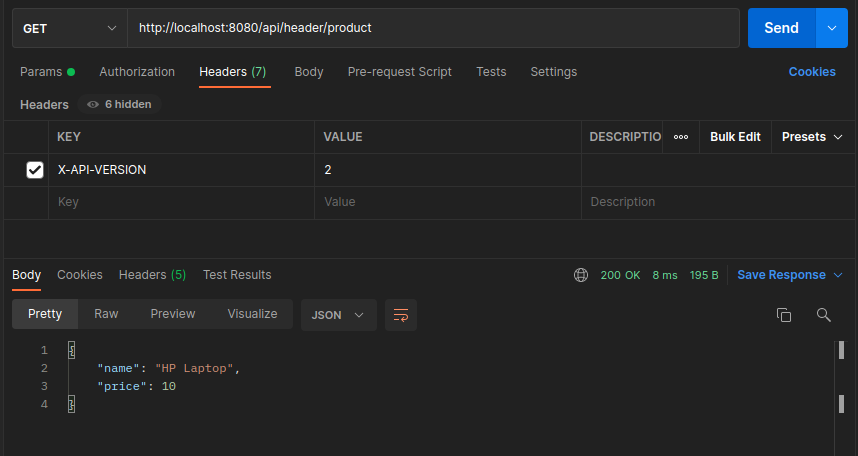 GET http://localhost:8080/api/header/product Send
Params Authorization Headers (7) Body Pre-request Script Tests Settings Cookies
Headers 6 hidden
KEY VALUE DESCRIPTIO Bulk Edit Presets
X-API-VERSION 2
Key Value Description
Body Cookies Headers (5) Test Results 200 OK 8 ms 195 B Save Response
Pretty Raw Preview Visualize JSON
1 {
2 "name": "HP Laptop",
3 "price": 10
4 }